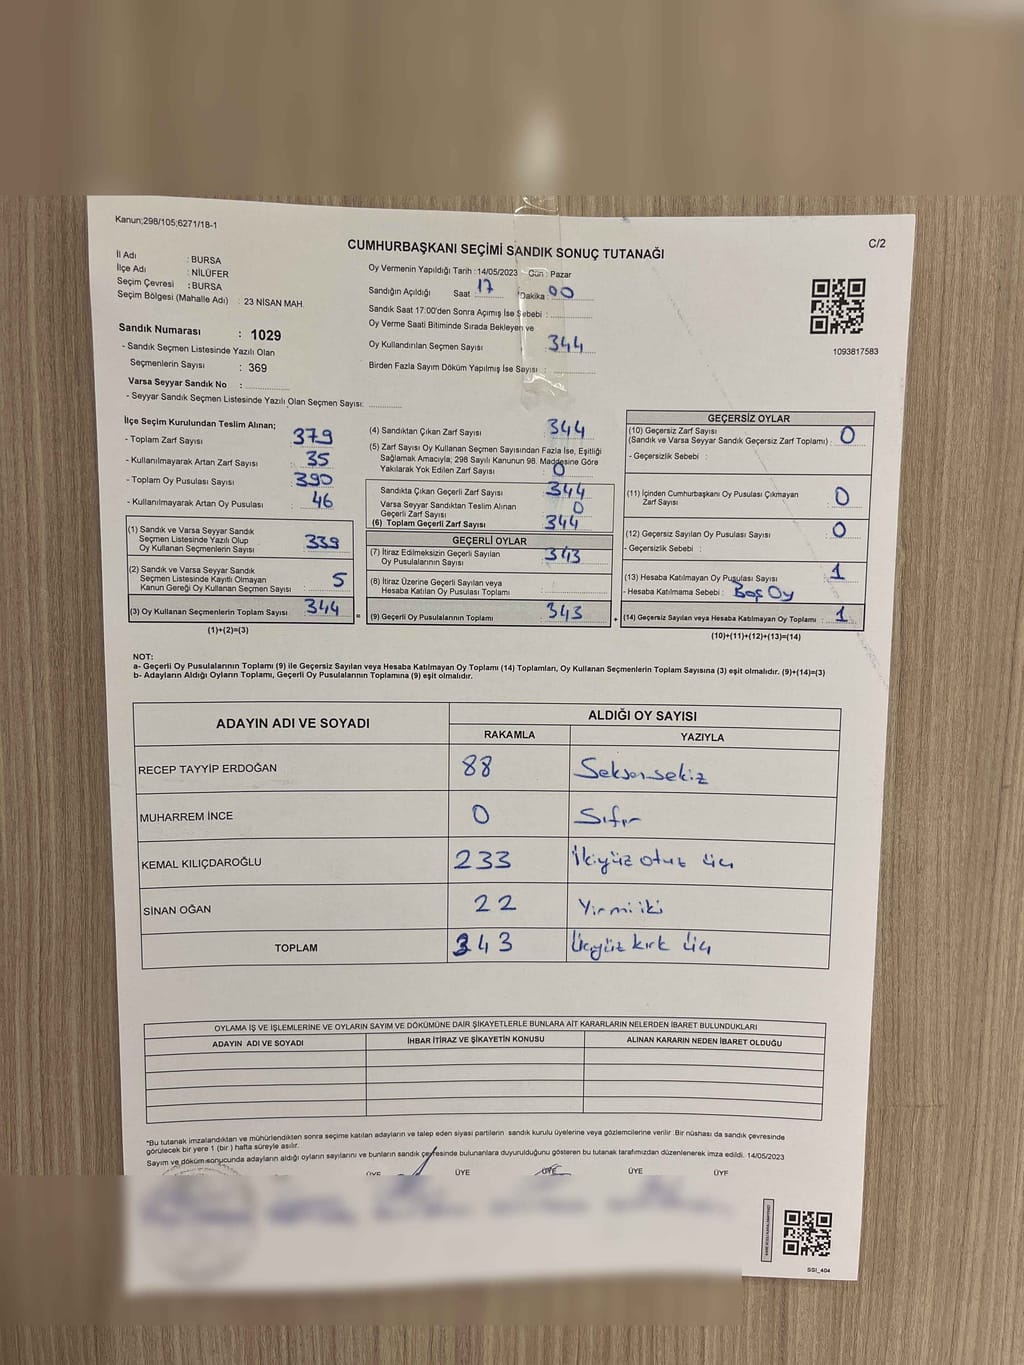 Kanun;298/105;6271/18-1
C/2
CUMHURBAŞKANI SEÇİMİ SANDIK SONUÇ TUTANAĞI
İl Adı : BURSA
İlçe Adı : NİLÜFER
Seçim Çevresi : BURSA
Seçim Bölgesi (Mahalle Adı) : 23 NİSAN MAH.
Sandık Numarası : 1029
- Sandık Seçmen Listesinde Yazılı Olan
Seçmenlerin Sayısı : 369
Varsa Seyyar Sandık No :
- Seyyar Sandık Seçmen Listesinde Yazılı Olan Seçmen Sayısı:
Oy Vermenin Yapıldığı Tarih : 14/05/2023 Gün : Pazar
Sandığın Açıldığı Saat 17 Dakika 00
Sandık Saat 17:00'den Sonra Açımış İse Sebebi :
Oy Verme Saati Bitiminde Sırada Bekleyen ve
Oy Kullandırılan Seçmen Sayısı 344
Birden Fazla Sayım Döküm Yapılmış İse Sayısı :
1093817583
İlçe Seçim Kurulundan Teslim Alınan;
- Toplam Zarf Sayısı : 379
- Kullanılmayarak Artan Zarf Sayısı : 35
- Toplam Oy Pusulası Sayısı : 390
- Kullanılmayarak Artan Oy Pusulası : 46
(1) Sandık ve Varsa Seyyar Sandık
Seçmen Listesinde Yazılı Olup
Oy Kullanan Seçmenlerin Sayısı 339
(2) Sandık ve Varsa Seyyar Sandık
Seçmen Listesinde Kayıtlı Olmayan
Kanun Gereği Oy Kullanan Seçmen Sayısı 5
(3) Oy Kullanan Seçmenlerin Toplam Sayısı 344
(1)+(2)=(3)
(4) Sandıktan Çıkan Zarf Sayısı 344
(5) Zarf Sayısı Oy Kullanan Seçmen Sayısından Fazla İse, Eşitliği
Sağlamak Amacıyla; 298 Sayılı Kanunun 98. Maddesine Göre
Yakılarak Yok Edilen Zarf Sayısı 0
Sandıkta Çıkan Geçerli Zarf Sayısı 344
Varsa Seyyar Sandıktan Teslim Alınan
Geçerli Zarf Sayısı 0
(6) Toplam Geçerli Zarf Sayısı 344
GEÇERLİ OYLAR
(7) İtiraz Edilmeksizin Geçerli Sayılan
Oy Pusulalarının Sayısı 343
(8) İtiraz Üzerine Geçerli Sayılan veya
Hesaba Katılan Oy Pusulası Toplamı
= (9) Geçerli Oy Pusulalarının Toplamı 343 +
GEÇERSİZ OYLAR
(10) Geçersiz Zarf Sayısı
(Sandık ve Varsa Seyyar Sandık Geçersiz Zarf Toplamı) : 0
- Geçersizlik Sebebi :
(11) İçinden Cumhurbaşkanı Oy Pusulası Çıkmayan
Zarf Sayısı 0
(12) Geçersiz Sayılan Oy Pusulası Sayısı 0
- Geçersizlik Sebebi :
(13) Hesaba Katılmayan Oy Pusulası Sayısı 1
- Hesaba Katılmama Sebebi : Boş Oy
(14) Geçersiz Sayılan veya Hesaba Katılmayan Oy Toplamı : 1
(10)+(11)+(12)+(13)=(14)
NOT:
a- Geçerli Oy Pusulalarının Toplamı (9) ile Geçersiz Sayılan veya Hesaba Katılmayan Oy Toplamı (14) Toplamları, Oy Kullanan Seçmenlerin Toplam Sayısına (3) eşit olmalıdır. (9)+(14)=(3)
b- Adayların Aldığı Oyların Toplamı, Geçerli Oy Pusulalarının Toplamına (9) eşit olmalıdır.
ADAYIN ADI VE SOYADI ALDIĞI OY SAYISI
RAKAMLA YAZIYLA
RECEP TAYYİP ERDOĞAN 88 Seksensekiz
MUHARREM İNCE 0 Sıfır
KEMAL KILIÇDAROĞLU 233 İkiyüz otuz üç
SİNAN OĞAN 22 Yirmiiki
TOPLAM 343 Üçyüz kırk üç
OYLAMA İŞ VE İŞLEMLERİNE VE OYLARIN SAYIM VE DÖKÜMÜNE DAİR ŞİKAYETLERLE BUNLARA AİT KARARLARIN NELERDEN İBARET BULUNDUKLARI
ADAYIN ADI VE SOYADI İHBAR İTİRAZ VE ŞİKAYETİN KONUSU ALINAN KARARIN NEDEN İBARET OLDUĞU
*Bu tutanak imzalandıktan ve mühürlendikten sonra seçime katılan adayların ve talep eden siyasi partilerin sandık kurulu üyelerine veya gözlemcilerine verilir .Bir nüshası da sandık çevresinde
görülecek bir yere 1 (bir ) hafta süreyle asılır.
Sayım ve döküm sonucunda adayların aldığı oyların sayılarını ve bunların sandık çevresinde bulunanlara duyurulduğunu gösteren bu tutanak tarafımızdan düzenlenerek imza edildi. 14/05/2023
ÜYE ÜYE ÜYE ÜYE ÜYE
SSI_404